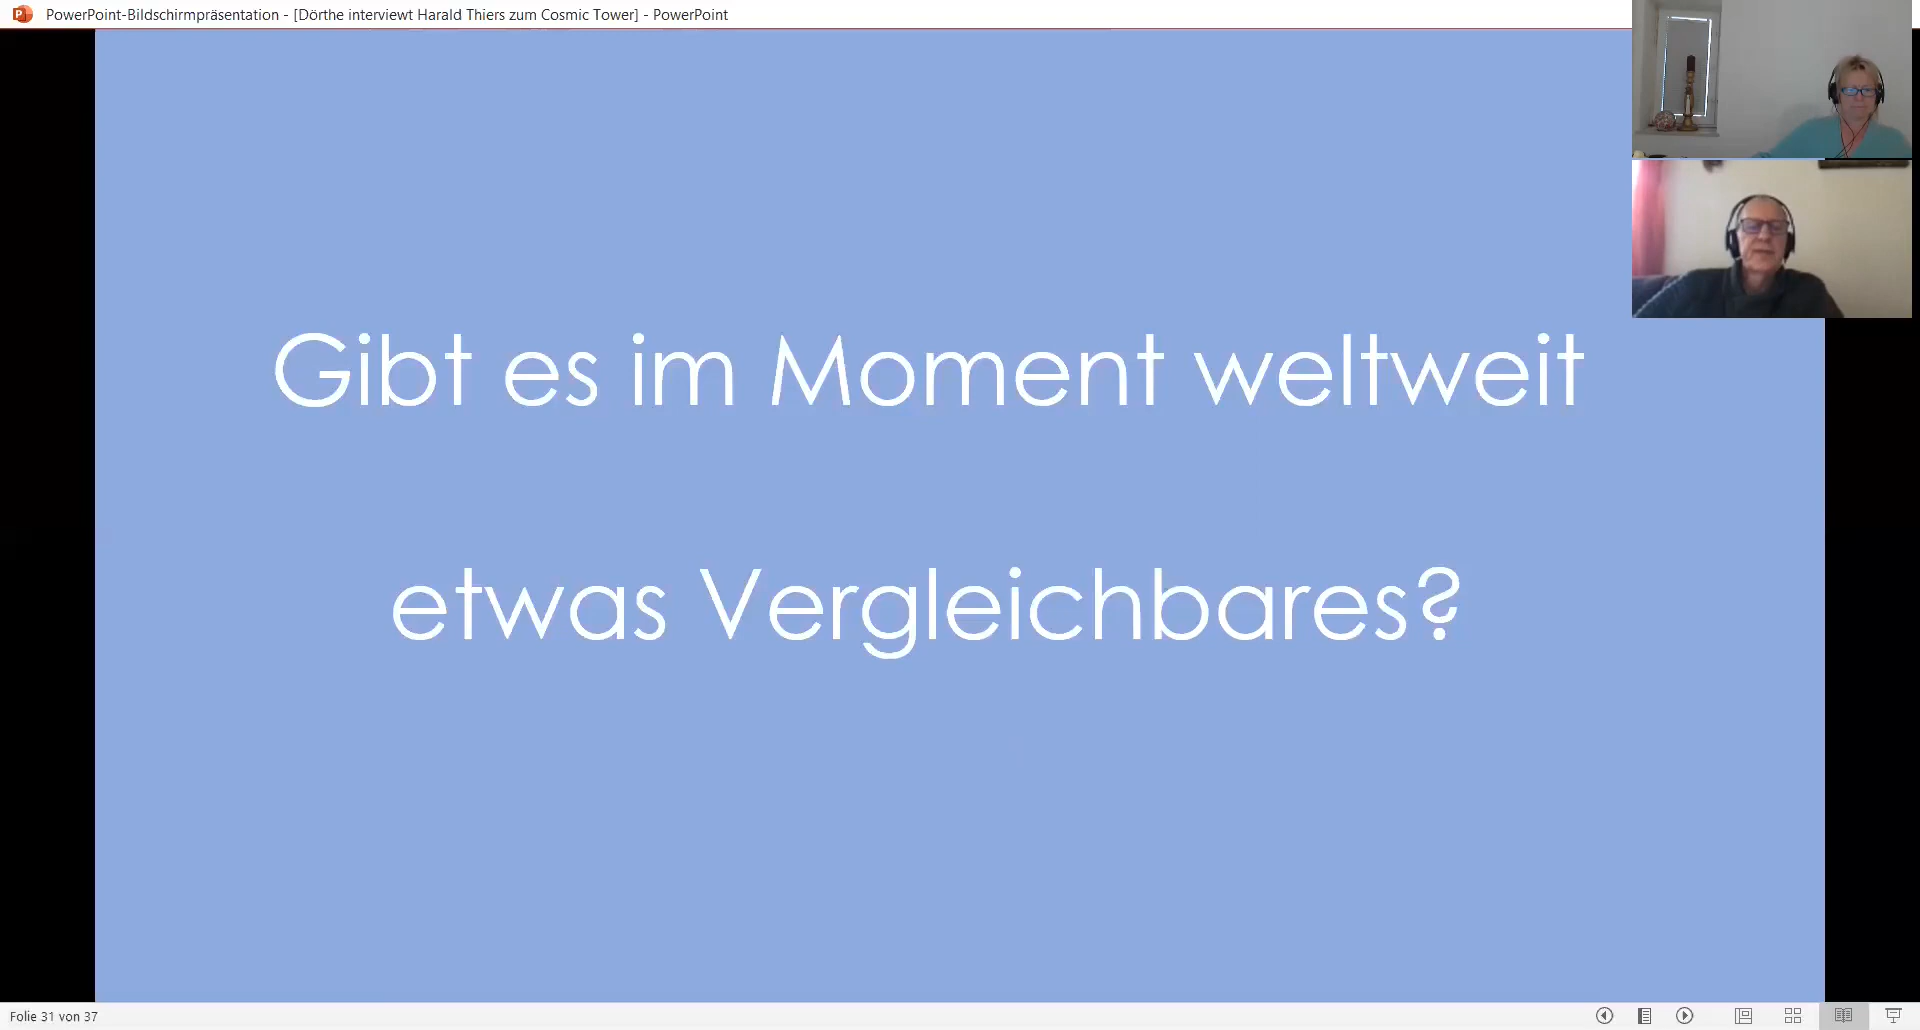 PowerPoint-Bildschirmpräsentation - [Dörthe interviewt Harald Thiers zum Cosmic Tower] - PowerPoint
Gibt es im Moment weltweit
etwas Vergleichbares?
Folie 31 von 37